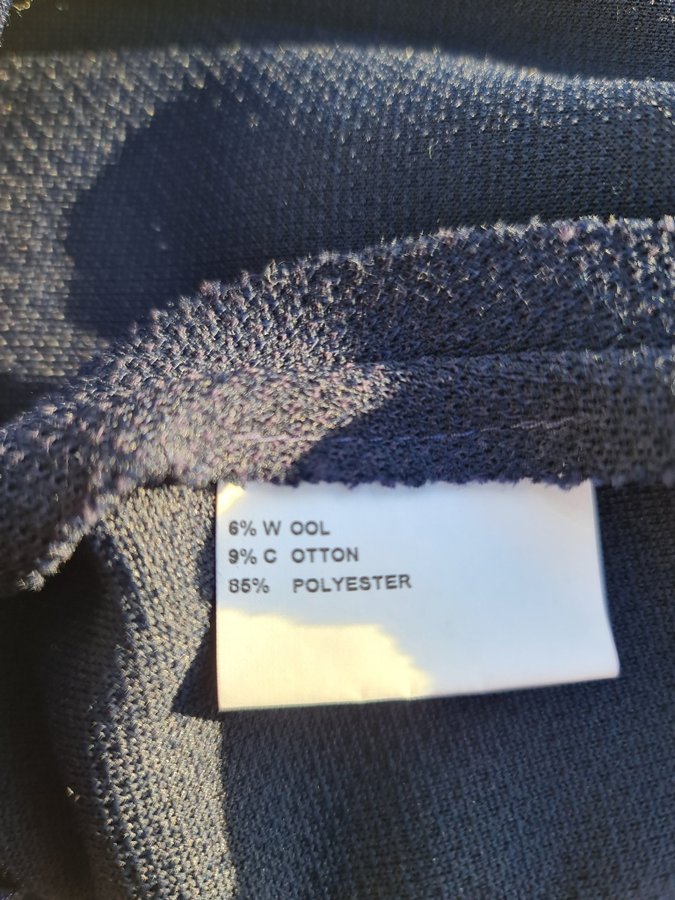 6% W OOL
9% C OTTON
85% POLYESTER